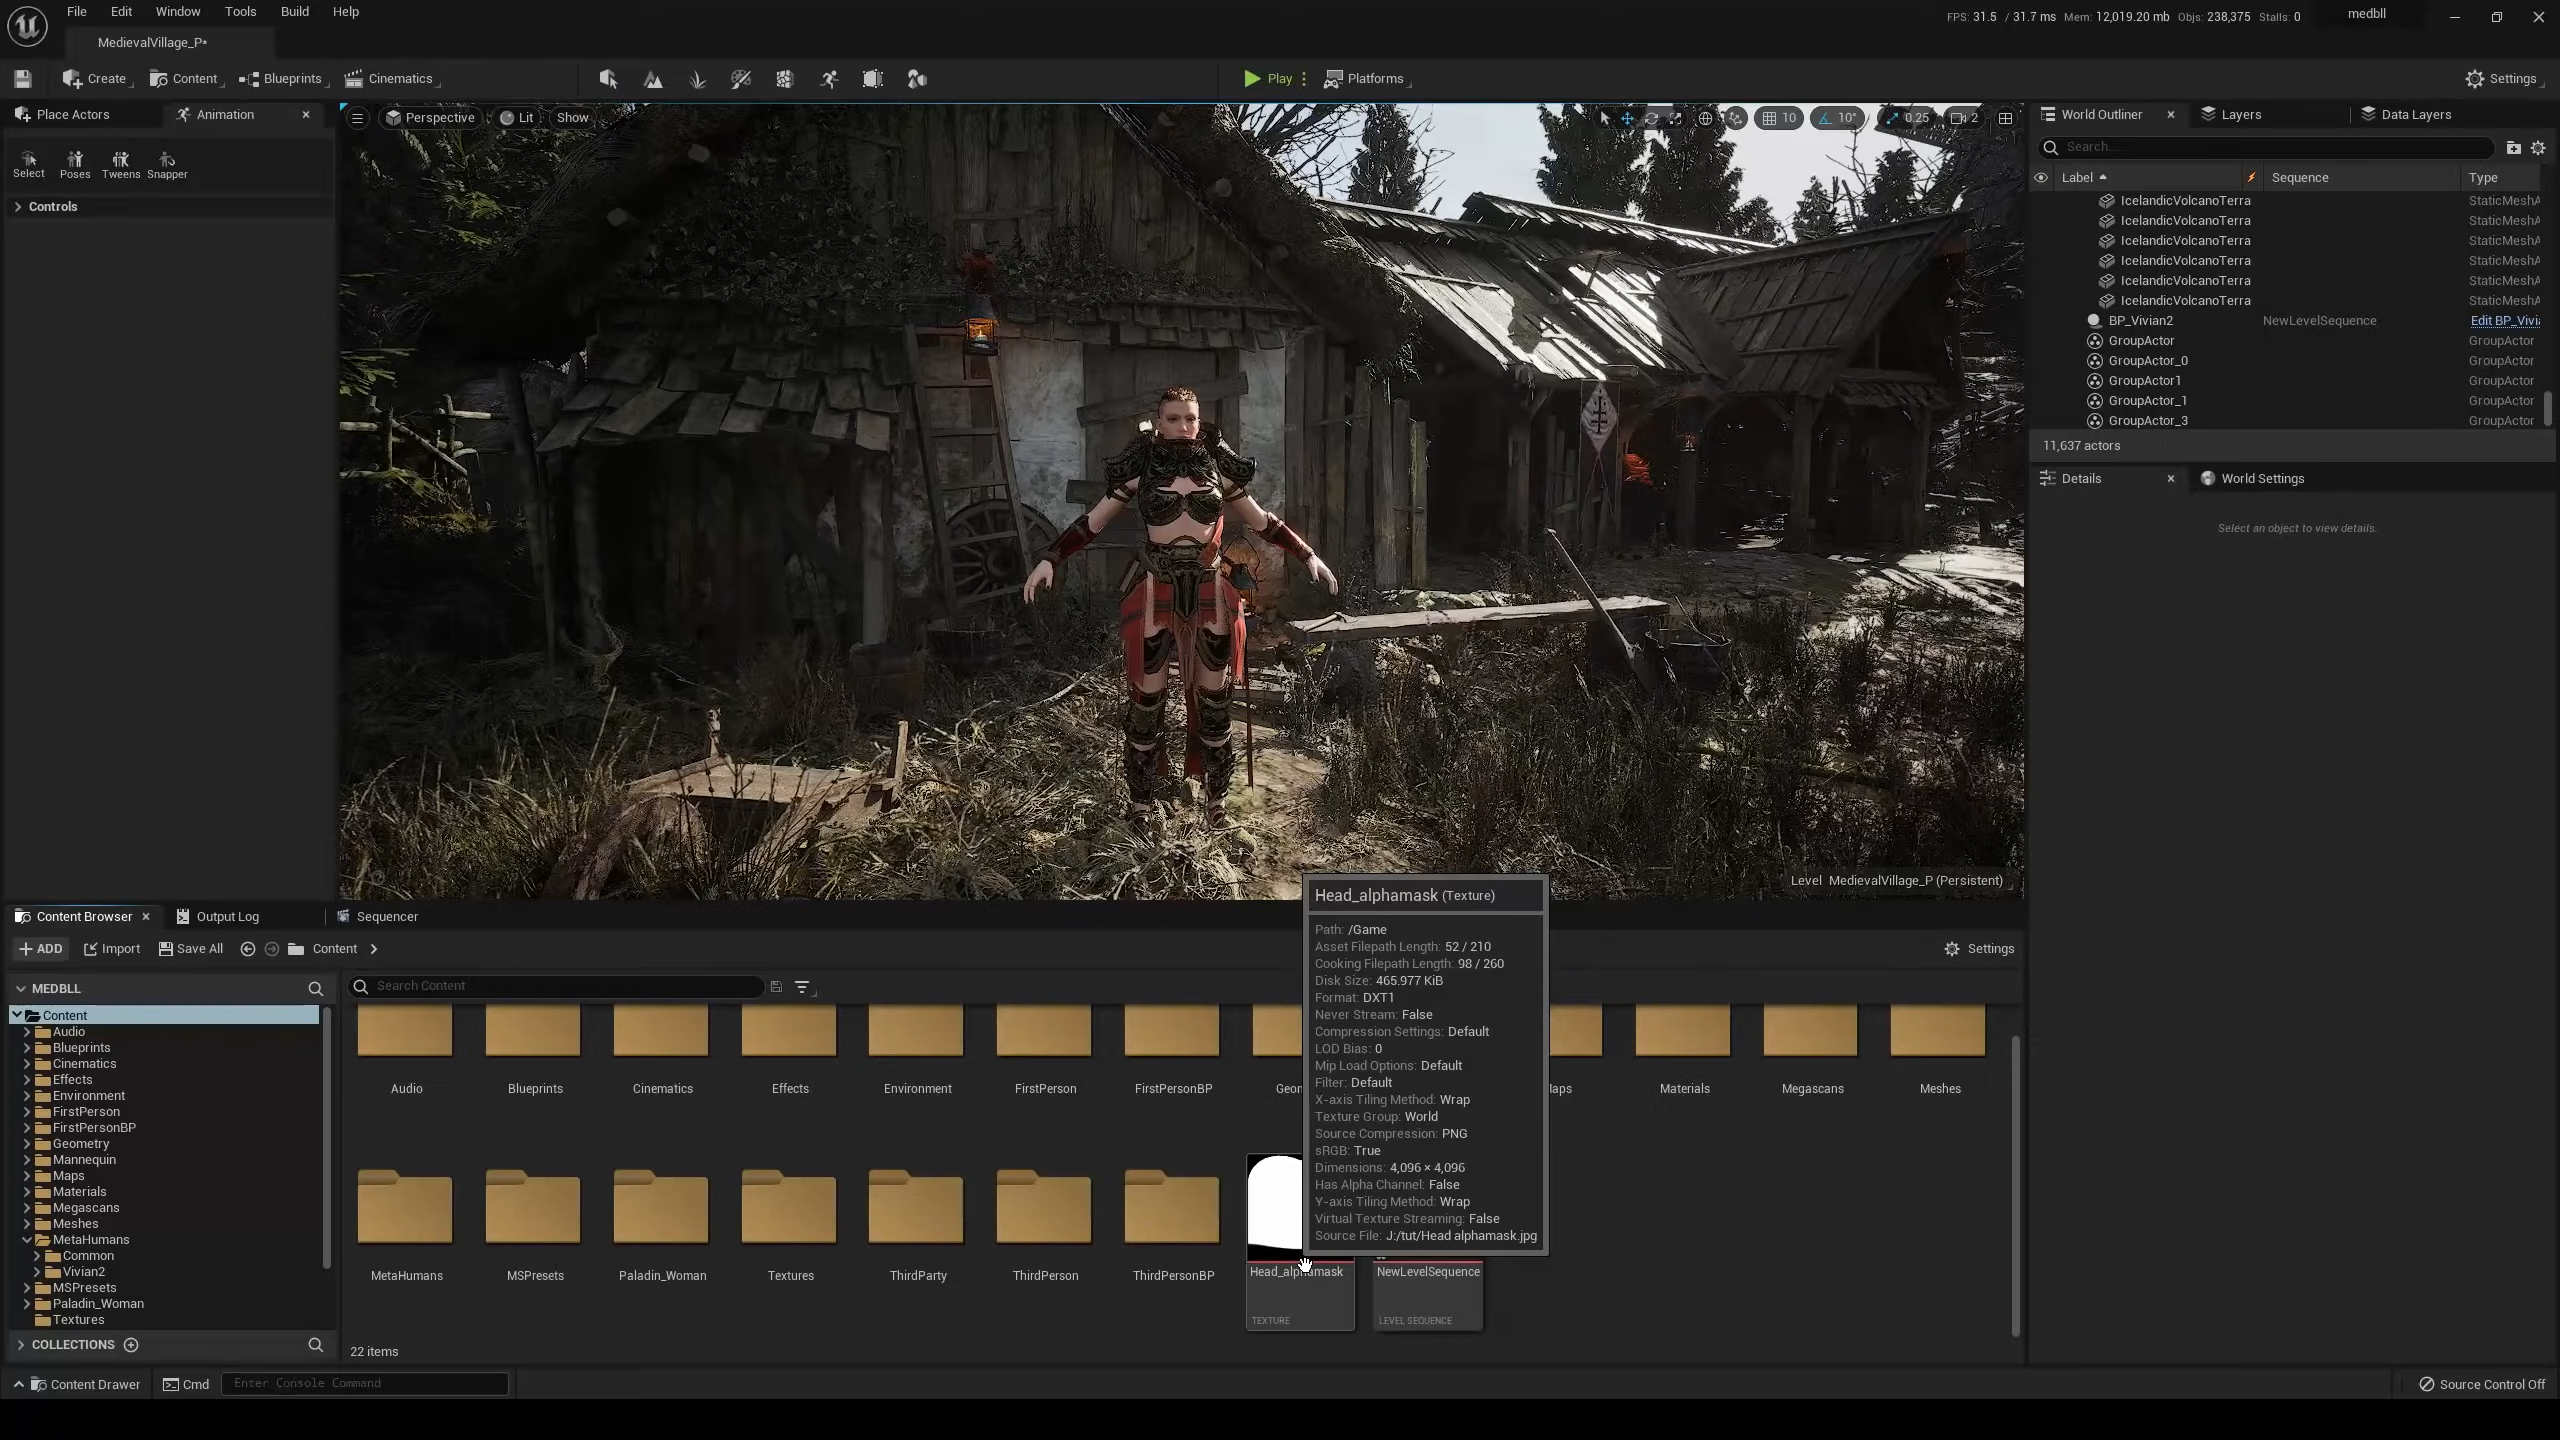 File Edit Window Tools Build Help
FPS: 31.5 / 31.7 ms Mem: 12,019.20 mb Objs: 238,375 Stalls: 0 medbll
MedievalVillage_P•
Create Content Blueprints Cinematics Play Platforms Settings
Place Actors Animation
Perspective Lit Show 10 10° 0.25 2
World Outliner Layers Data Layers
Search...
Select Poses Tweens Snapper
Controls
Label Sequence Type
IcelandicVolcanoTerra StaticMeshA
IcelandicVolcanoTerra StaticMeshA
IcelandicVolcanoTerra StaticMeshA
IcelandicVolcanoTerra StaticMeshA
IcelandicVolcanoTerra StaticMeshA
IcelandicVolcanoTerra StaticMeshA
BP_Vivian2 NewLevelSequence Edit BP_Vivi
GroupActor GroupActor
GroupActor_0 GroupActor
GroupActor1 GroupActor
GroupActor_1 GroupActor
GroupActor_3 GroupActor
11,637 actors
Details World Settings
Select an object to view details.
Level MedievalVillage_P (Persistent)
Content Browser Output Log Sequencer
ADD Import Save All Content Settings
MEDBLL
Search Content
Content
Audio
Blueprints
Cinematics
Effects
Environment
FirstPerson
FirstPersonBP
Geometry
Mannequin
Maps
Materials
Megascans
Meshes
MetaHumans
Common
Vivian2
MSPresets
Paladin_Woman
Textures
COLLECTIONS
Audio Blueprints Cinematics Effects Environment FirstPerson FirstPersonBP Geon aps Materials Megascans Meshes
MetaHumans MSPresets Paladin_Woman Textures ThirdParty ThirdPerson ThirdPersonBP Head_alphamask NewLevelSequence
TEXTURE LEVEL SEQUENCE
22 items
Head_alphamask (Texture)
Path: /Game
Asset Filepath Length: 52 / 210
Cooking Filepath Length: 98 / 260
Disk Size: 465.977 KiB
Format: DXT1
Never Stream: False
Compression Settings: Default
LOD Bias: 0
Mip Load Options: Default
Filter: Default
X-axis Tiling Method: Wrap
Texture Group: World
Source Compression: PNG
sRGB: True
Dimensions: 4,096 × 4,096
Has Alpha Channel: False
Y-axis Tiling Method: Wrap
Virtual Texture Streaming: False
Source File: J:/tut/Head alphamask.jpg
Content Drawer Cmd Enter Console Command Source Control Off